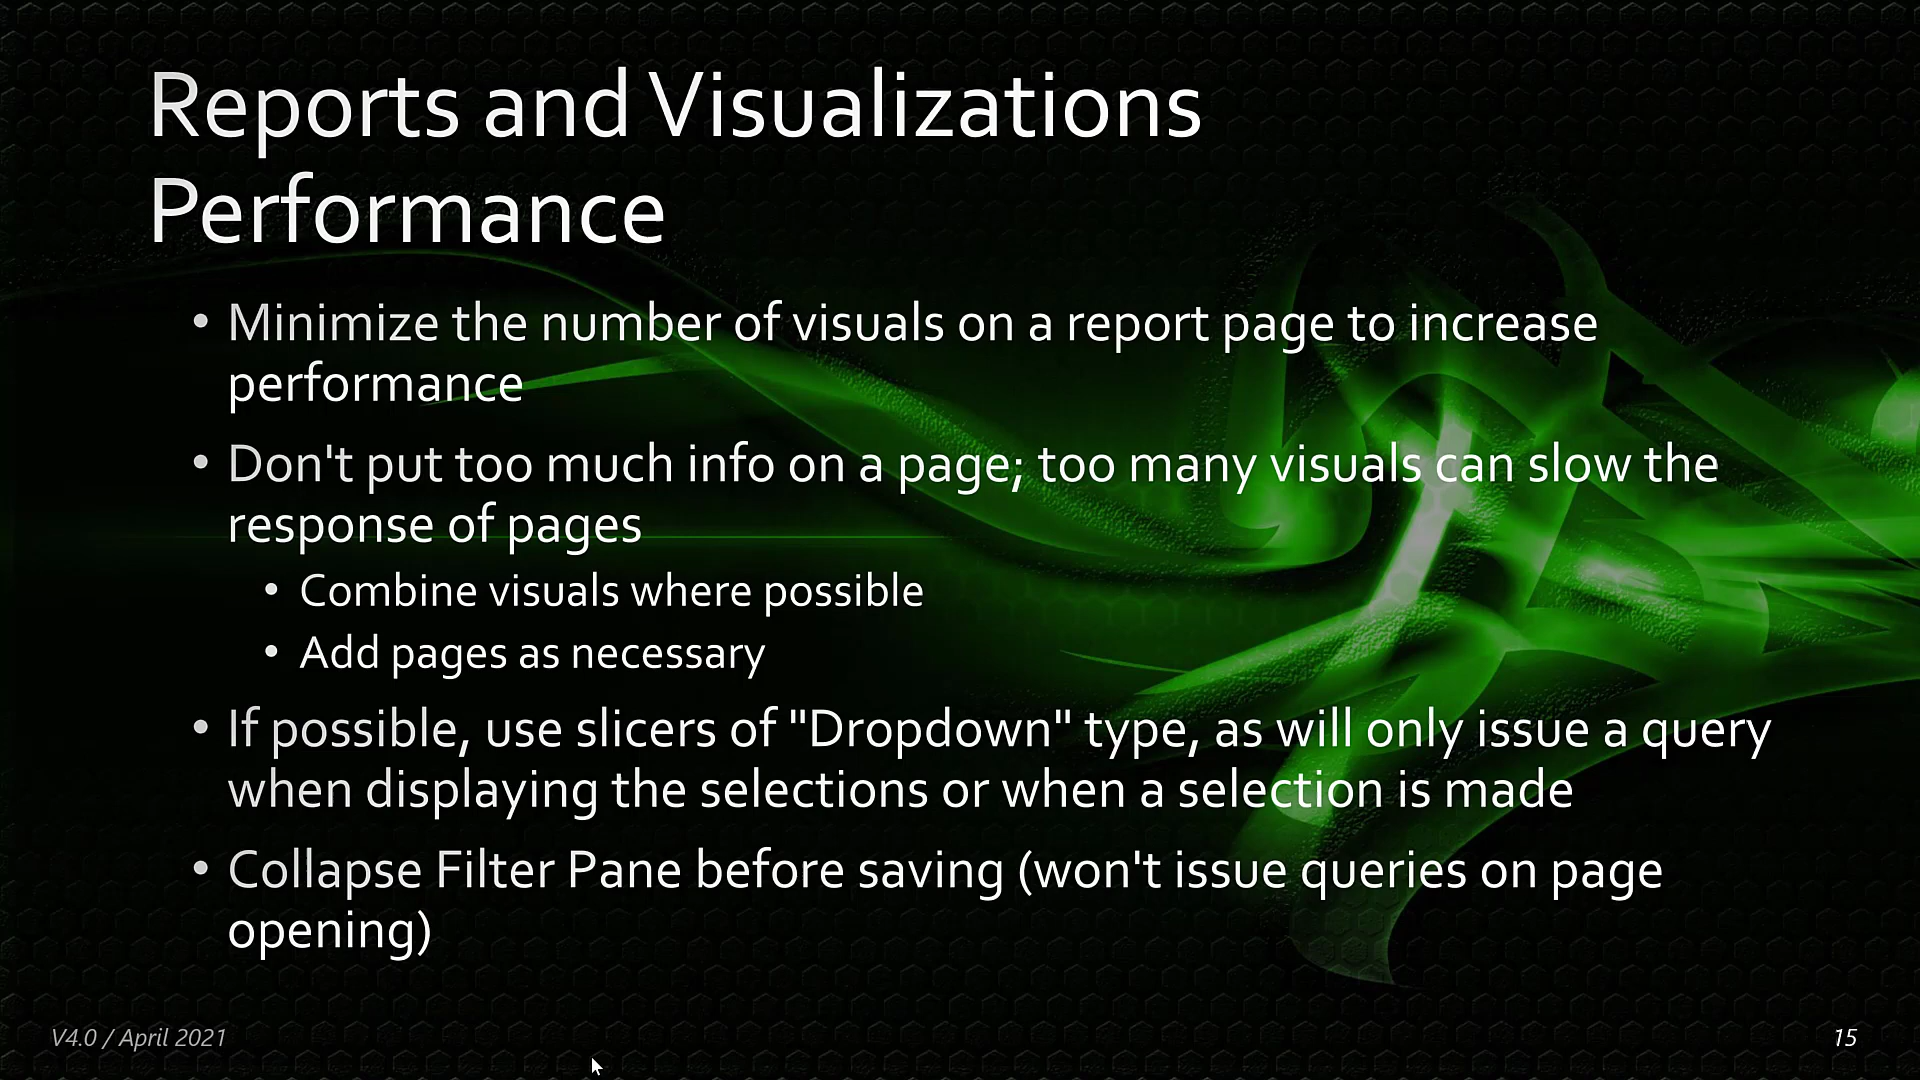 Reports and Visualizations
Performance
• Minimize the number of visuals on a report page to increase
performance
• Don't put too much info on a page; too many visuals can slow the
response of pages
• Combine visuals where possible
• Add pages as necessary
• If possible, use slicers of "Dropdown" type, as will only issue a query
when displaying the selections or when a selection is made
• Collapse Filter Pane before saving (won't issue queries on page
opening)
V4.0 / April 2021
15